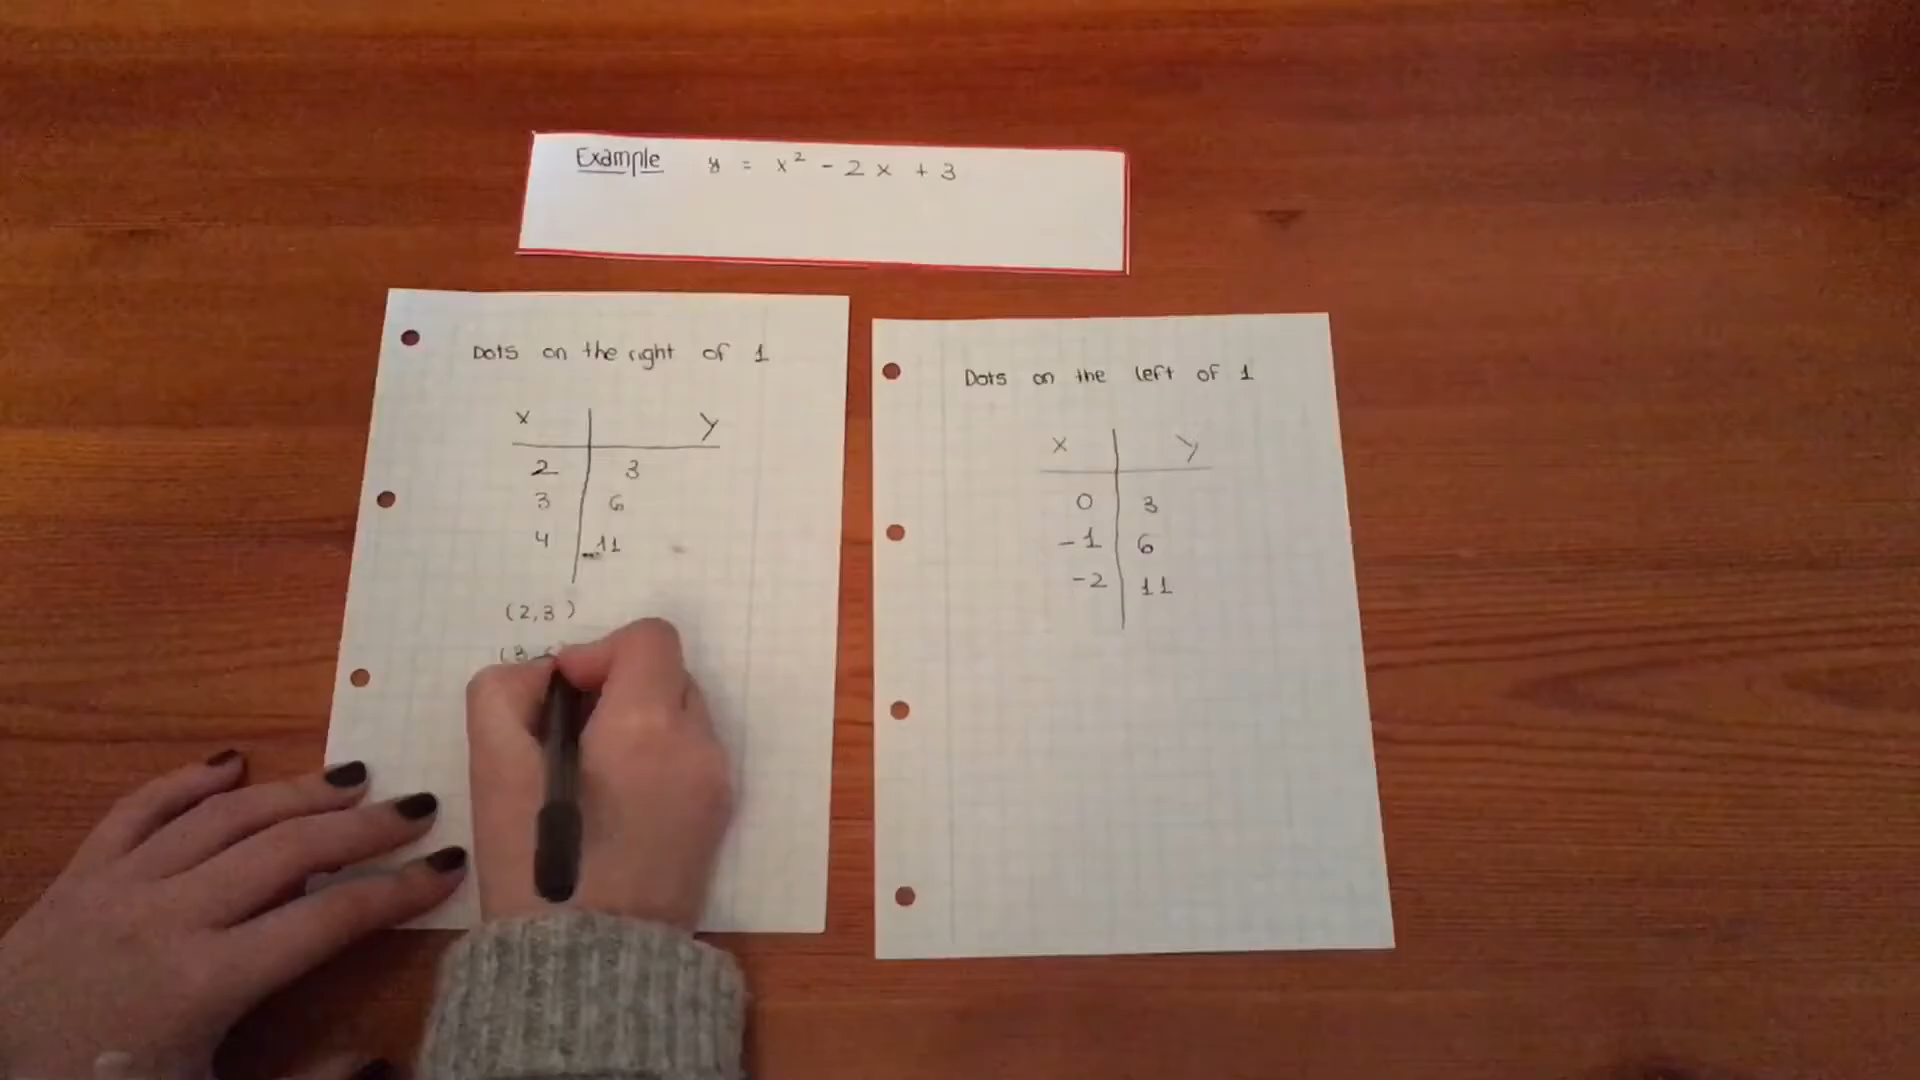 Example y = x² - 2x + 3
Dots on the right of 1
x y
2 3
3 6
4 11
(2,3)
(3,
Dots on the left of 1
x y
0 3
-1 6
-2 11